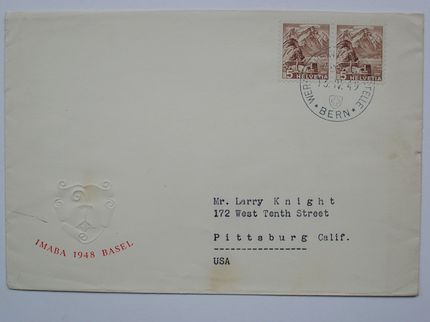 5 HELVETIA 5 HELVETIA
BERN
Mr. Larry Knight
172 West Tenth Street
Pittsburg Calif.
USA
IMABA 1948 BASEL